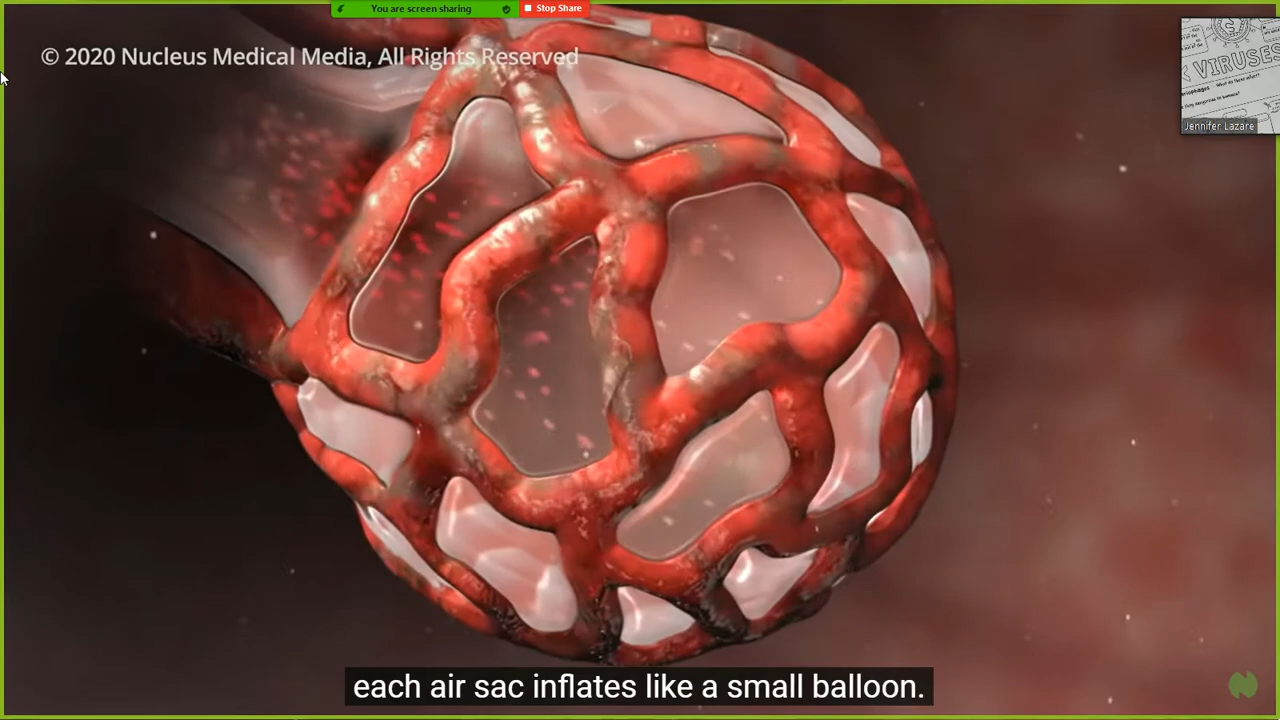 You are screen sharing
Stop Share
© 2020 Nucleus Medical Media, All Rights Reserved
VIRUSES
Jennifer Lazare
each air sac inflates like a small balloon.